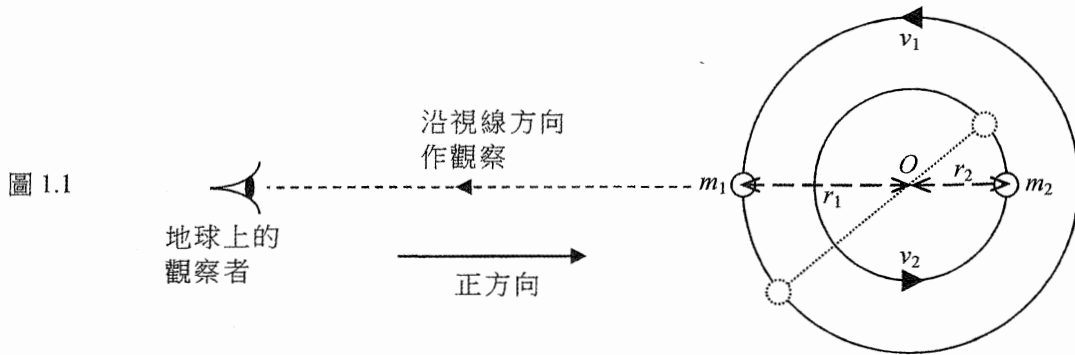 圖 1.1
地球上的
觀察者
沿視線方向
作觀察
正方向
v₁
m₁
r₁
O
r₂
m₂
v₂